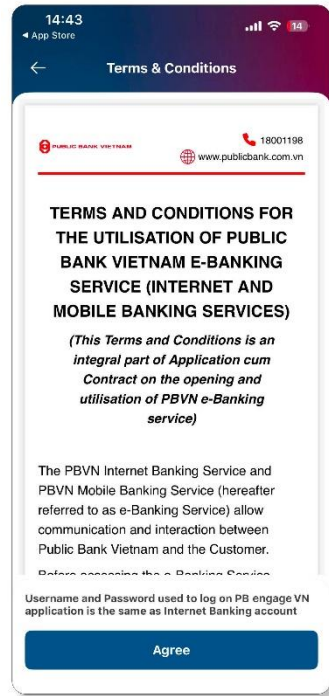 14:43
14
◀ App Store
Terms & Conditions
PUBLIC BANK VIETNAM
18001198
www.publicbank.com.vn
TERMS AND CONDITIONS FOR
THE UTILISATION OF PUBLIC
BANK VIETNAM E-BANKING
SERVICE (INTERNET AND
MOBILE BANKING SERVICES)
(This Terms and Conditions is an
integral part of Application cum
Contract on the opening and
utilisation of PBVN e-Banking
service)
The PBVN Internet Banking Service and
PBVN Mobile Banking Service (hereafter
referred to as e-Banking Service) allow
communication and interaction between
Public Bank Vietnam and the Customer.
Before accessing the e-Banking Service
Username and Password used to log on PB engage VN
application is the same as Internet Banking account
Agree